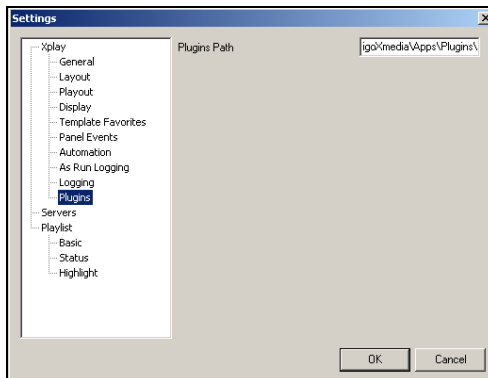 Settings
Xplay
General
Layout
Playout
Display
Template Favorites
Panel Events
Automation
As Run Logging
Logging
Plugins
Servers
Playlist
Basic
Status
Highlight
Plugins Path
igoXmedia\Apps\Plugins\
OK
Cancel